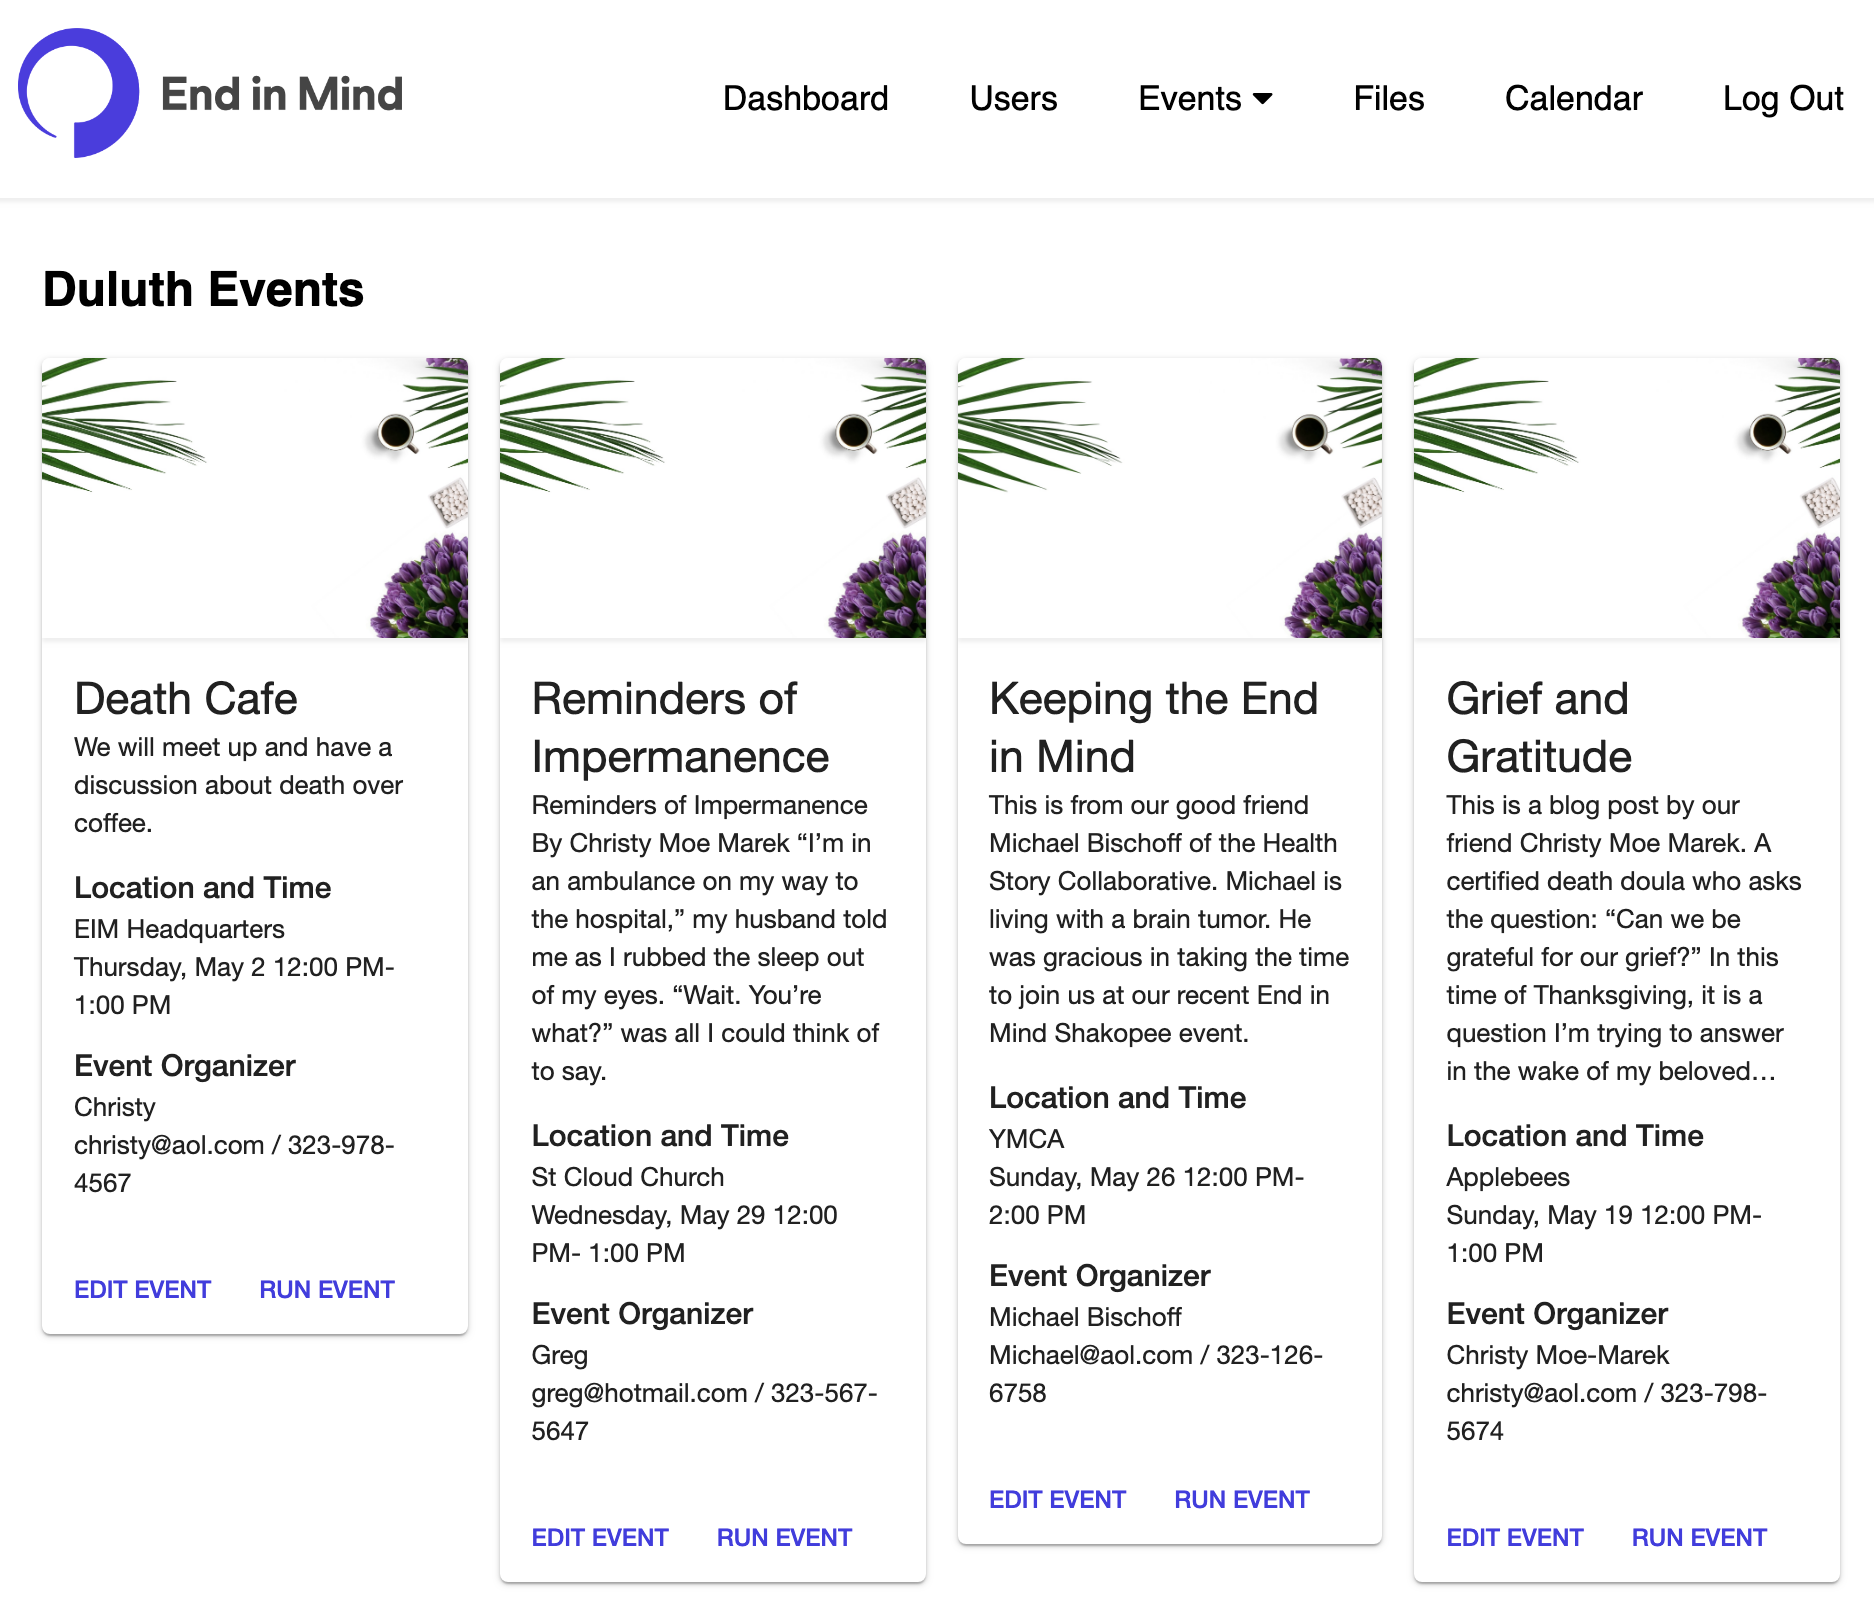 End in Mind
Dashboard
Users
Events
Files
Calendar
Log Out
Duluth Events
Death Cafe
We will meet up and have a
discussion about death over
coffee.
Location and Time
EIM Headquarters
Thursday, May 2 12:00 PM-
1:00 PM
Event Organizer
Christy
christy@aol.com / 323-978-
4567
EDIT EVENT
RUN EVENT
Reminders of
Impermanence
Reminders of Impermanence
By Christy Moe Marek “I’m in
an ambulance on my way to
the hospital,” my husband told
me as I rubbed the sleep out
of my eyes. “Wait. You’re
what?” was all I could think of
to say.
Location and Time
St Cloud Church
Wednesday, May 29 12:00
PM- 1:00 PM
Event Organizer
Greg
greg@hotmail.com / 323-567-
5647
EDIT EVENT
RUN EVENT
Keeping the End
in Mind
This is from our good friend
Michael Bischoff of the Health
Story Collaborative. Michael is
living with a brain tumor. He
was gracious in taking the time
to join us at our recent End in
Mind Shakopee event.
Location and Time
YMCA
Sunday, May 26 12:00 PM-
2:00 PM
Event Organizer
Michael Bischoff
Michael@aol.com / 323-126-
6758
EDIT EVENT
RUN EVENT
Grief and
Gratitude
This is a blog post by our
friend Christy Moe Marek. A
certified death doula who asks
the question: “Can we be
grateful for our grief?” In this
time of Thanksgiving, it is a
question I’m trying to answer
in the wake of my beloved…
Location and Time
Applebees
Sunday, May 19 12:00 PM-
1:00 PM
Event Organizer
Christy Moe-Marek
christy@aol.com / 323-798-
5674
EDIT EVENT
RUN EVENT